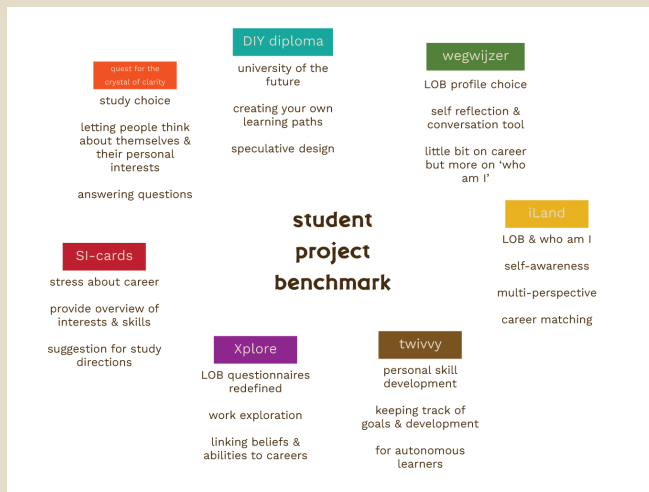 DIY diploma
university of the
future
creating your own
learning paths
speculative design
quest for the
crystal of clarity
study choice
letting people think
about themselves &
their personal
interests
answering questions
wegwijzer
LOB profile choice
self reflection &
conversation tool
little bit on career
but more on ‘who
am I’
student
project
benchmark
iLand
LOB & who am I
self-awareness
multi-perspective
career matching
SI-cards
stress about career
provide overview of
interests & skills
suggestion for study
directions
Xplore
LOB questionnaires
redefined
work exploration
linking beliefs &
abilities to careers
twivvy
personal skill
development
keeping track of
goals & development
for autonomous
learners